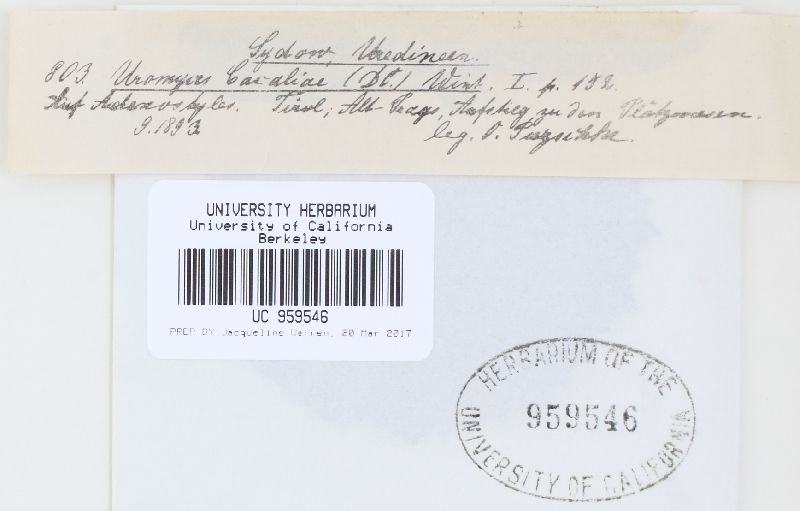 Sydow, Uredineen.
803. Uromyces Cacaliae (DC.) Wint. I. p. 152.
Auf Adenostyles. Tirol; Alt-Prags, Aufstieg zu den Plätzwiesen.
9.1893. leg. O. Pazschke.
UNIVERSITY HERBARIUM
University of California
Berkeley
UC 959546
PREP BY Jacqueline Warren, 20 Mar 2017
HERBARIUM OF THE
959546
UNIVERSITY OF CALIFORNIA